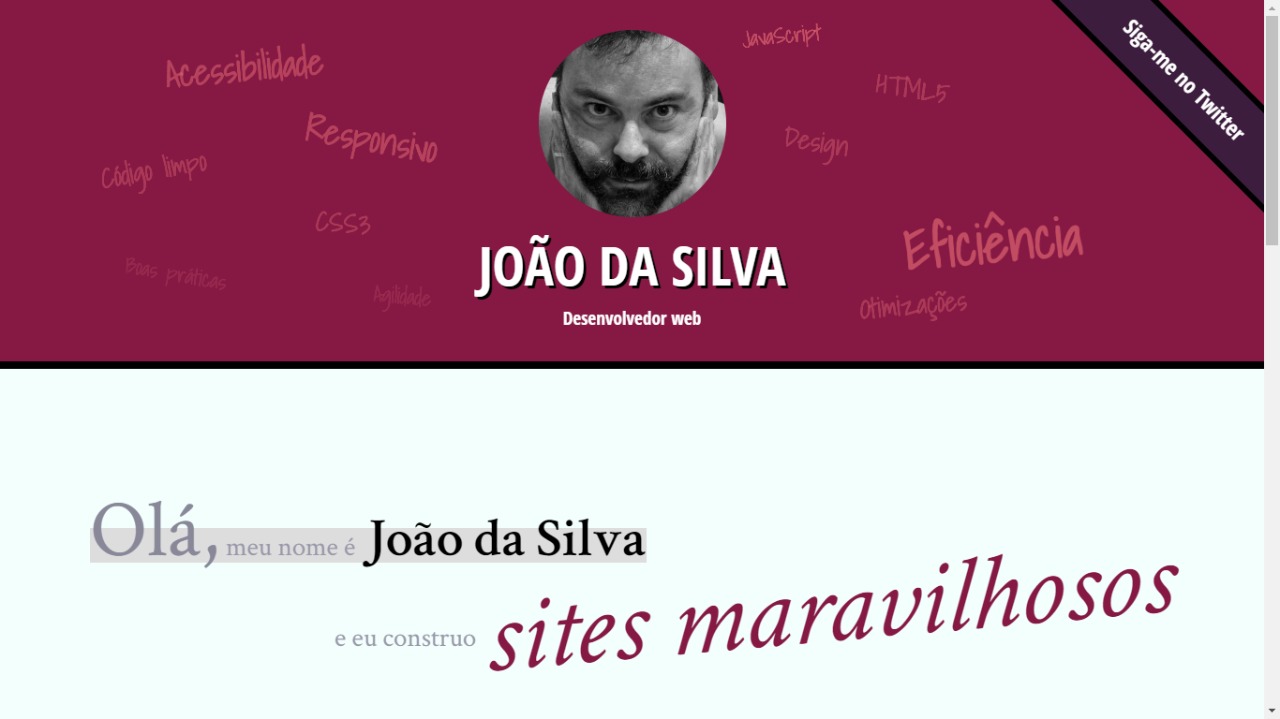 JavaScript
Siga-me no Twitter
Acessibilidade
HTML5
Responsivo
Design
Código limpo
CSS3
Eficiência
JOÃO DA SILVA
Boas práticas
Agilidade
Otimizações
Desenvolvedor web
Olá, meu nome é João da Silva
e eu construo sites maravilhosos